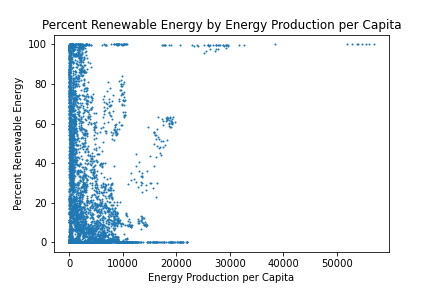 Percent Renewable Energy by Energy Production per Capita
Percent Renewable Energy
100
80
60
40
20
0
0 10000 20000 30000 40000 50000
Energy Production per Capita